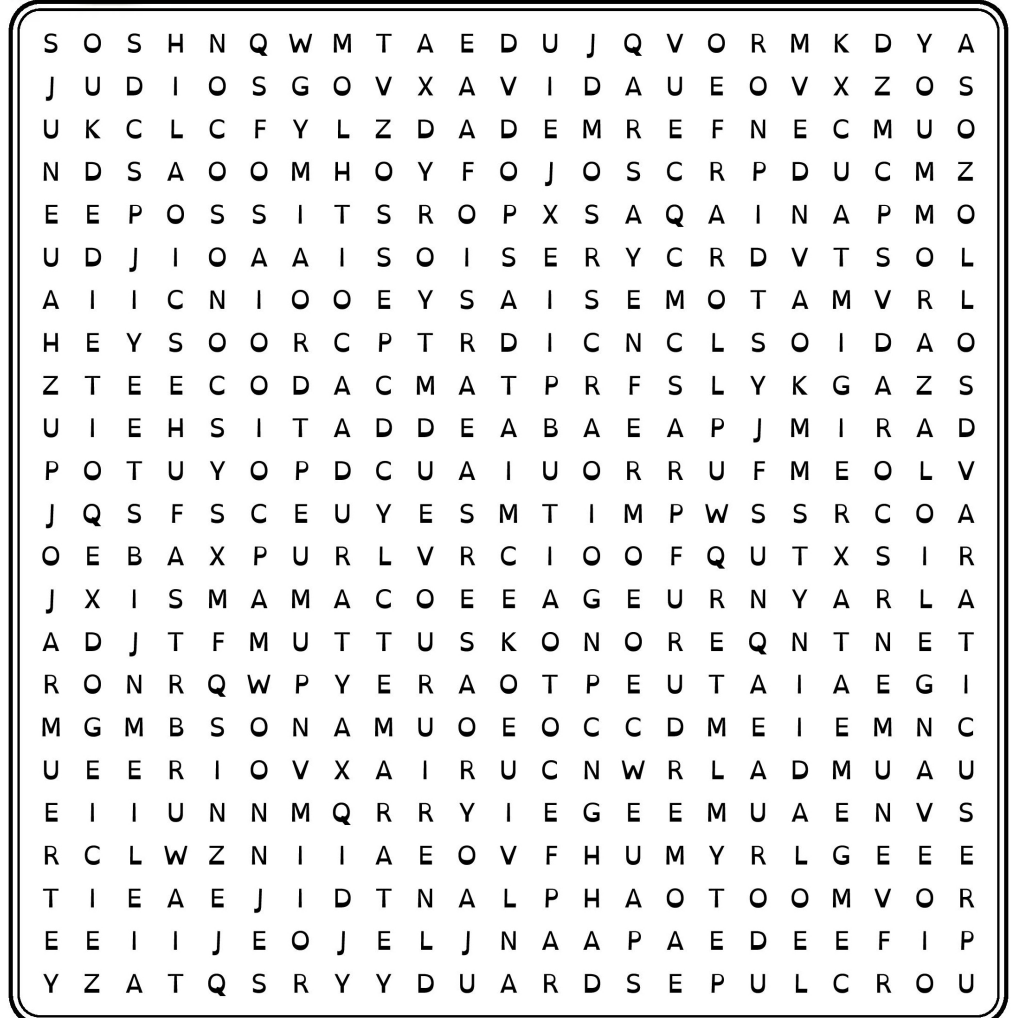 S O S H N Q W M T A E D U J Q V O R M K D Y A
J U D I O S G O V X A V I D A U E O V X Z O S
U K C L C F Y L Z D A D E M R E F N E C M U O
N D S A O O M H O Y F O J O S C R P D U C M Z
E E P O S S I T S R O P X S A Q A I N A P M O
U D J I O A A I S O I S E R Y C R D V T S O L
A I I C N I O O E Y S A I S E M O T A M V R L
H E Y S O O R C P T R D I C N C L S O I D A O
Z T E E C O D A C M A T P R F S L Y K G A Z S
U I E H S I T A D D E A B A E A P J M I R A D
P O T U Y O P D C U A I U O R R U F M E O L V
J Q S F S C E U Y E S M T I M P W S S R C O A
O E B A X P U R L V R C I O O F Q U T X S I R
J X I S M A M A C O E E A G E U R N Y A R L A
A D J T F M U T T U S K O N O R E Q N T N E T
R O N R Q W P Y E R A O T P E U T A I A E G I
M G M B S O N A M U O E O C C D M E I E M N C
U E E R I O V X A I R U C N W R L A D M U A U
E I I U N N M Q R R Y I E G E E M U A E N V S
R C L W Z N I I A E O V F H U M Y R L G E E E
T I E A E J I D T N A L P H A O T O O M V O R
E E I I J E O J E L J N A A P A E D E E F I P
Y Z A T Q S R Y Y D U A R D S E P U L C R O U